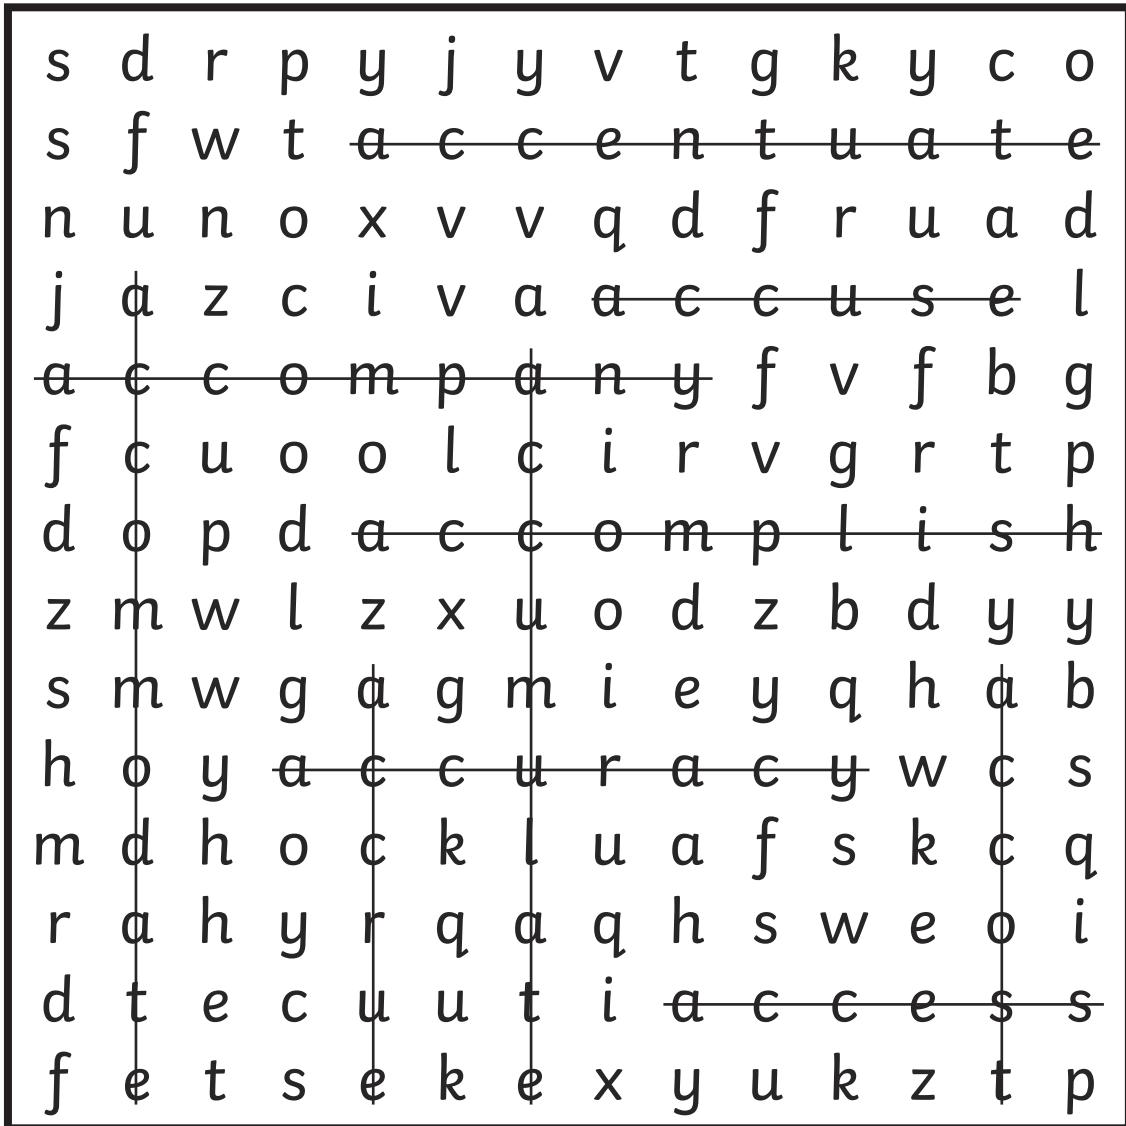 s d r p y j y v t g k y c o
s f w t a c c e n t u a t e
n u n o x v v q d f r u a d
j a z c i v a a c c u s e l
a c c o m p a n y f v f b g
f c u o o l c i r v g r t p
d o p d a c c o m p l i s h
z m w l z x u o d z b d y y
s m w g a g m i e y q h a b
h o y a c c u r a c y w c s
m d h o c k l u a f s k c q
r a h y r q a q h s w e o i
d t e c u u t i a c c e s s
f e t s e k e x y u k z t p